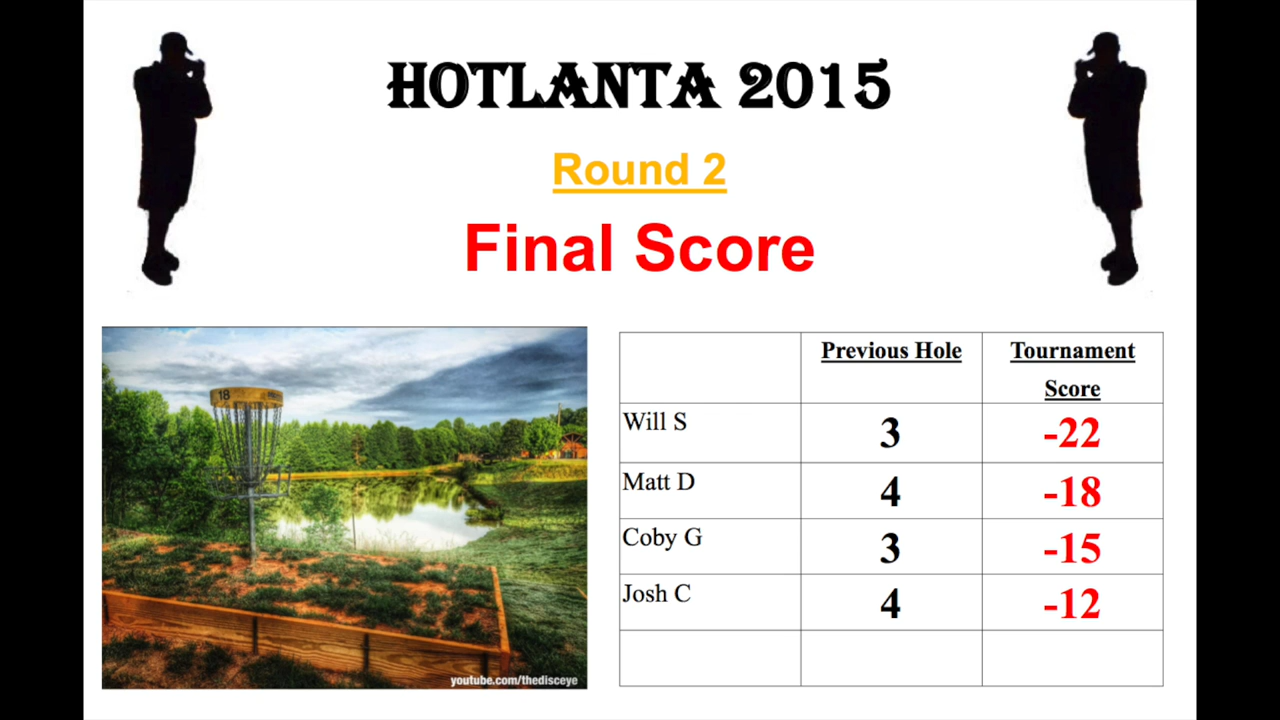 HOTLANTA 2015
Round 2
Final Score
18
Previous Hole
Tournament
Score
Will S
3
-22
Matt D
4
-18
Coby G
3
-15
Josh C
4
-12
youtube.com/thedisceye